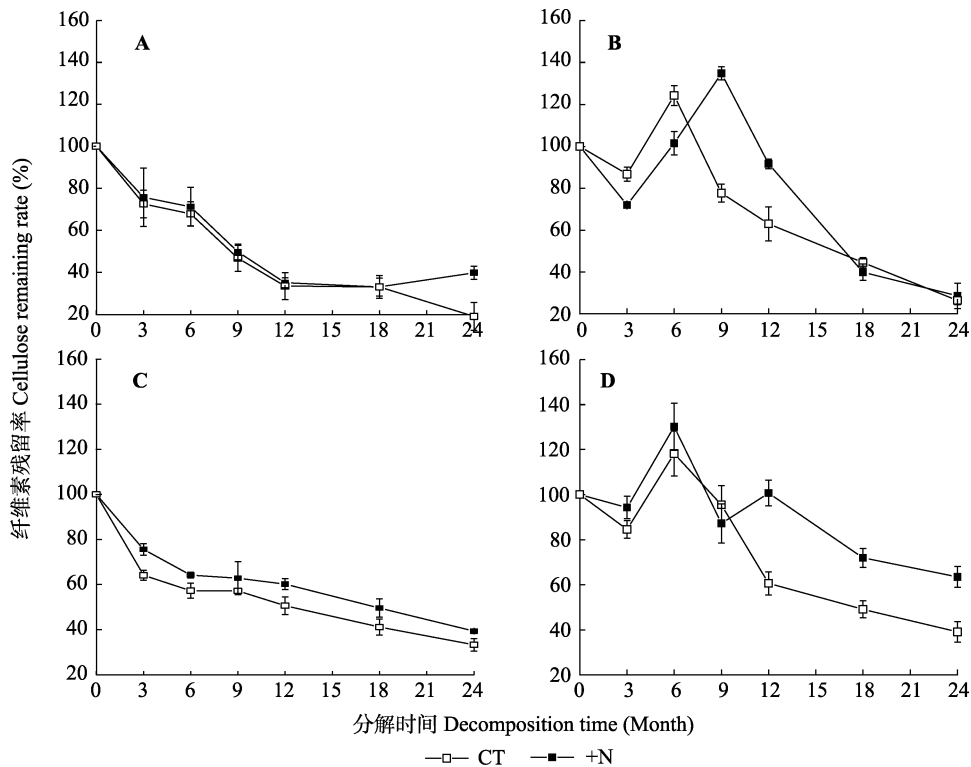 A
160
140
120
100
80
60
40
20
0 3 6 9 12 15 18 21 24
B
160
140
120
100
80
60
40
20
0 3 6 9 12 15 18 21 24
C
160
140
120
100
80
60
40
20
0 3 6 9 12 15 18 21 24
D
160
140
120
100
80
60
40
20
0 3 6 9 12 15 18 21 24
纤维素残留率 Cellulose remaining rate (%)
分解时间 Decomposition time (Month)
CT +N